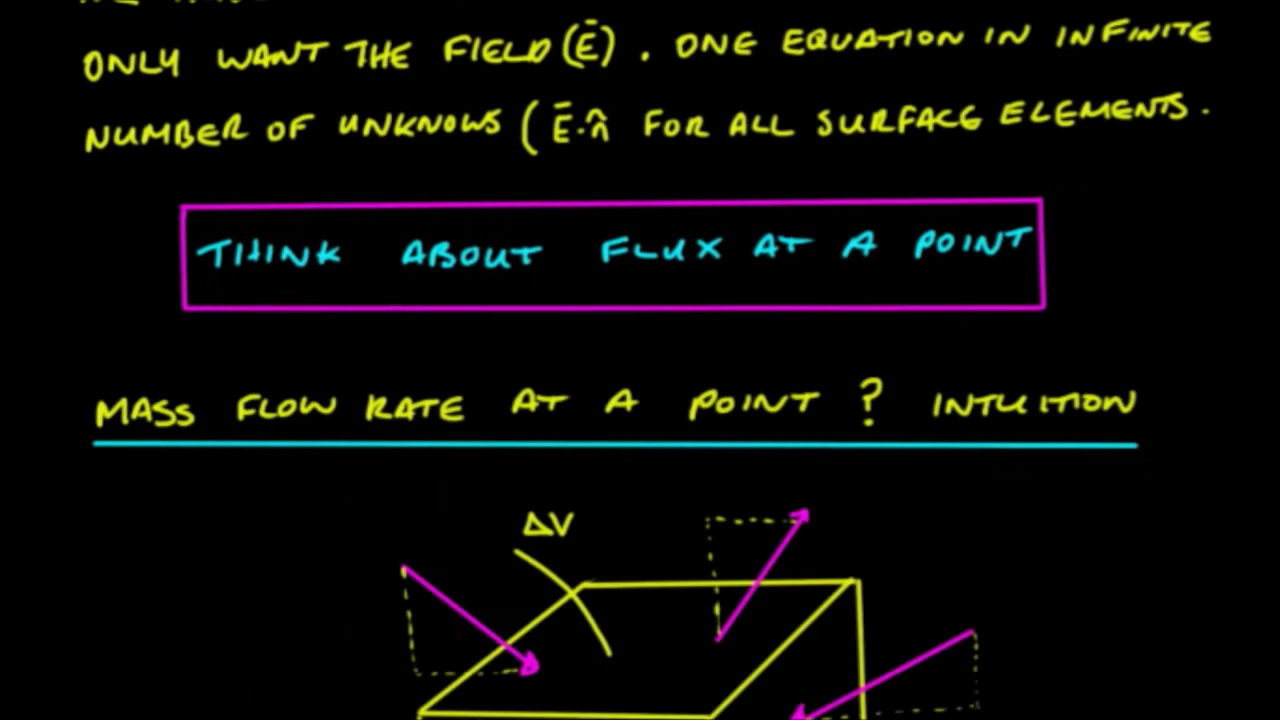 ONLY WANT THE FIELD (Ē). ONE EQUATION IN INFINITE
NUMBER OF UNKNOWS (Ē·n̂ FOR ALL SURFACE ELEMENTS.
THINK ABOUT FLUX AT A POINT
MASS FLOW RATE AT A POINT? INTUITION
ΔV